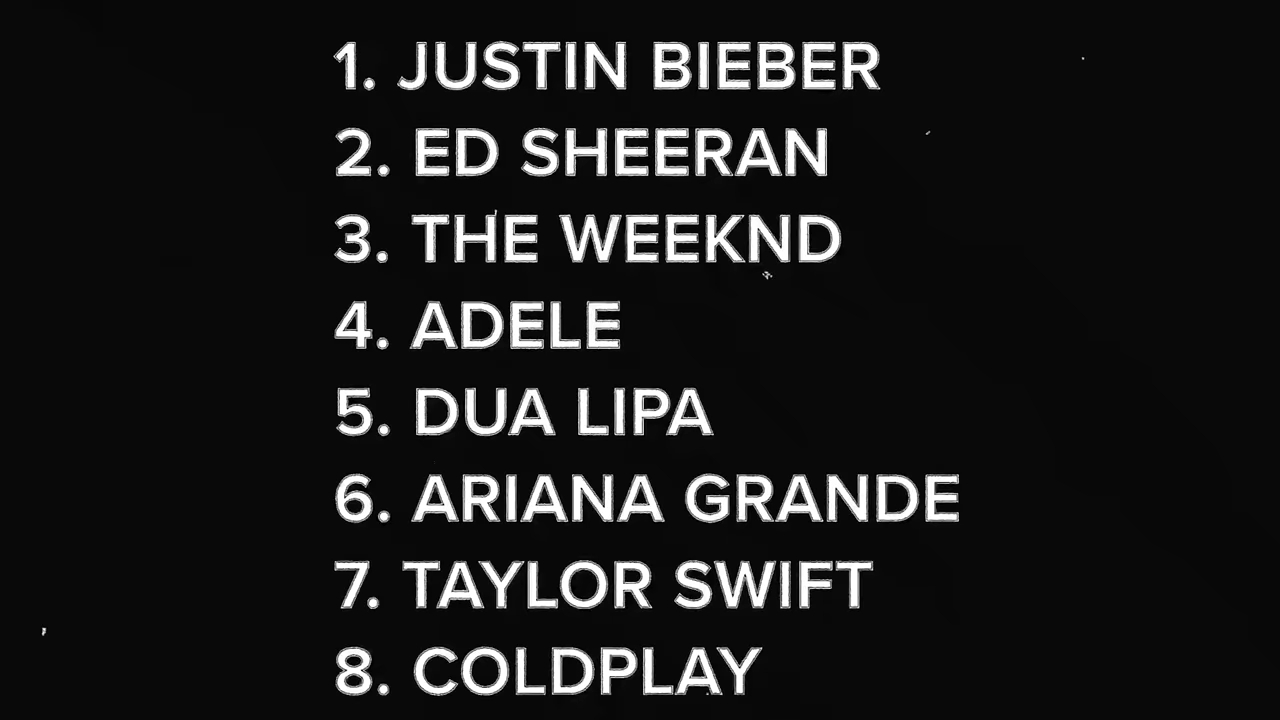 1. JUSTIN BIEBER
2. ED SHEERAN
3. THE WEEKND
4. ADELE
5. DUA LIPA
6. ARIANA GRANDE
7. TAYLOR SWIFT
8. COLDPLAY